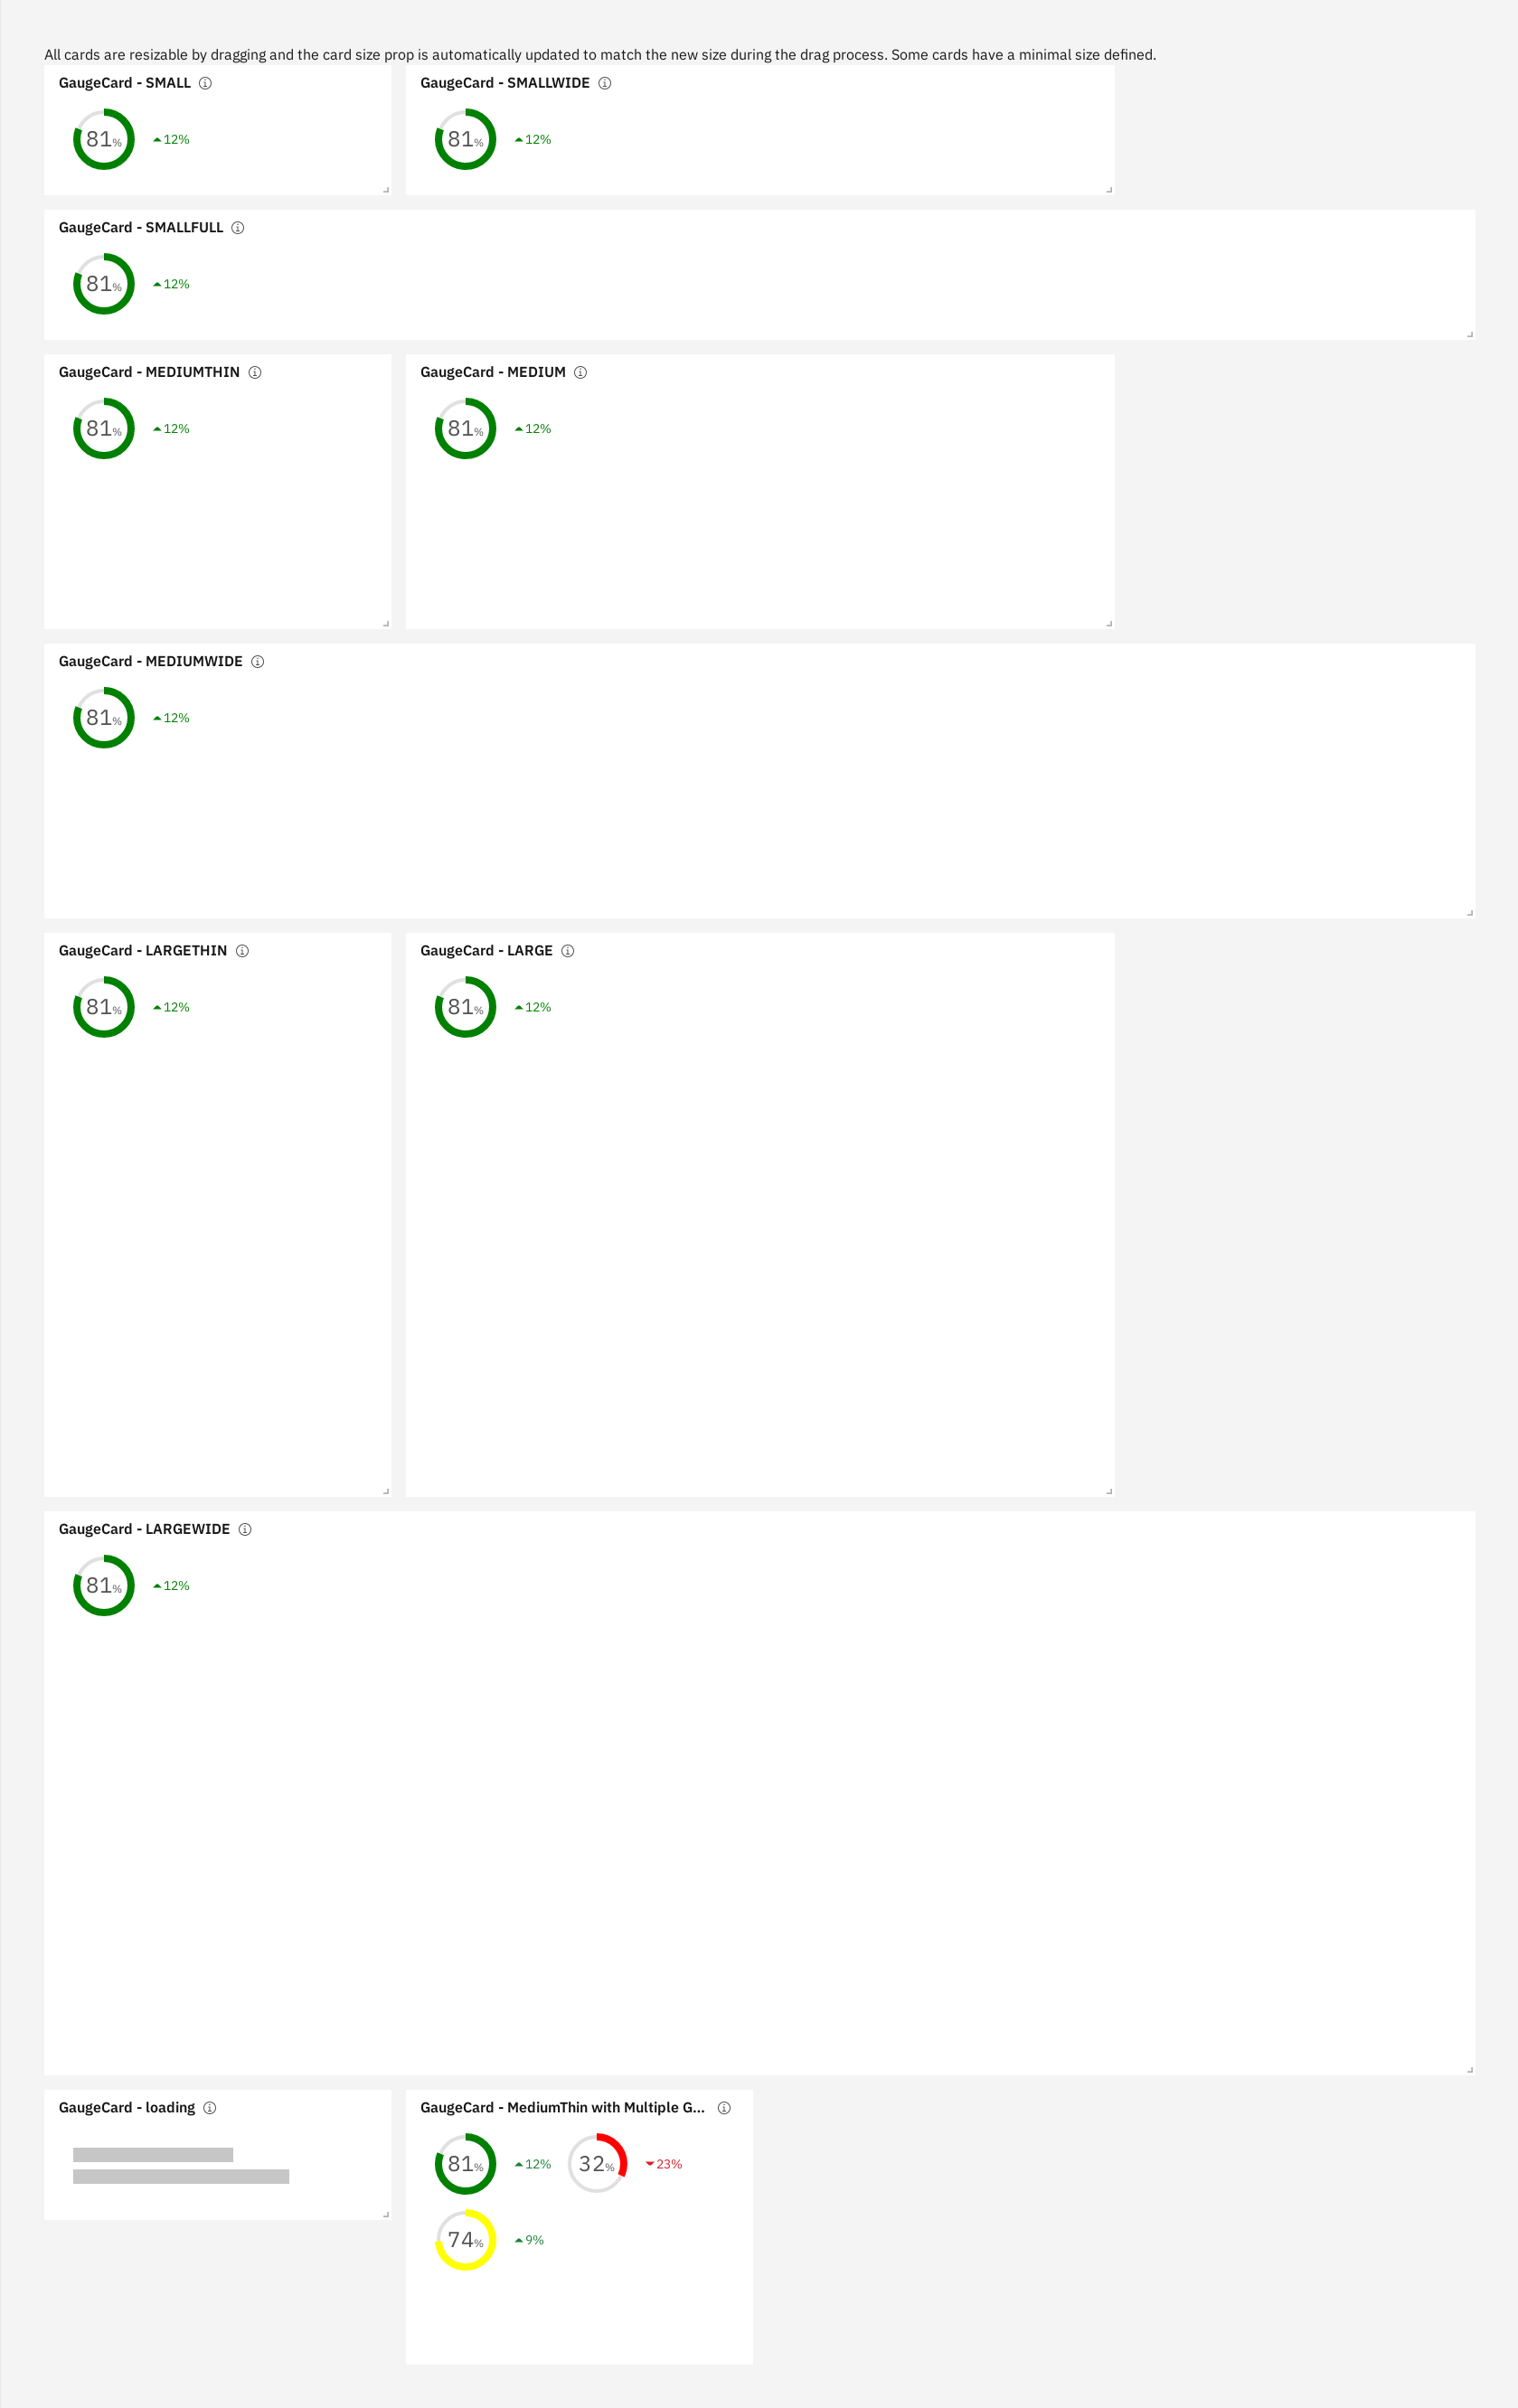 All cards are resizable by dragging and the card size prop is automatically updated to match the new size during the drag process. Some cards have a minimal size defined.
GaugeCard - SMALL
81%
12%
GaugeCard - SMALLWIDE
81%
12%
GaugeCard - SMALLFULL
81%
12%
GaugeCard - MEDIUMTHIN
81%
12%
GaugeCard - MEDIUM
81%
12%
GaugeCard - MEDIUMWIDE
81%
12%
GaugeCard - LARGETHIN
81%
12%
GaugeCard - LARGE
81%
12%
GaugeCard - LARGEWIDE
81%
12%
GaugeCard - loading
GaugeCard - MediumThin with Multiple G...
81%
12%
32%
23%
74%
9%